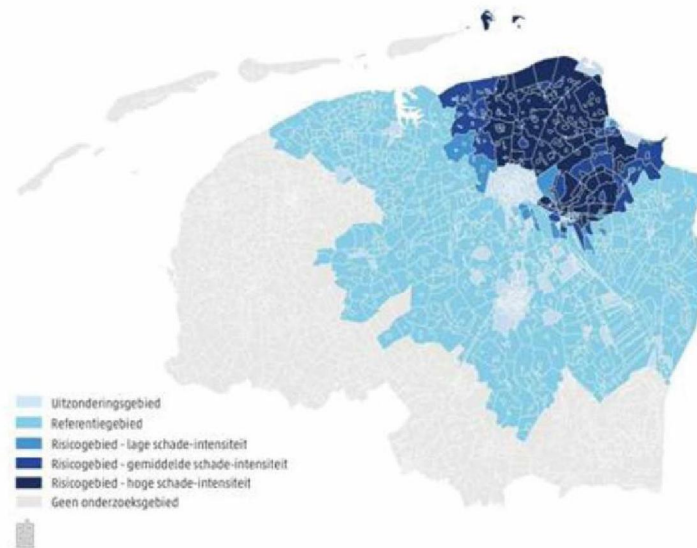 Uitzonderingsgebied
Referentiegebied
Risicogebied - lage schade-intensiteit
Risicogebied - gemiddelde schade-intensiteit
Risicogebied - hoge schade-intensiteit
Geen onderzoeksgebied